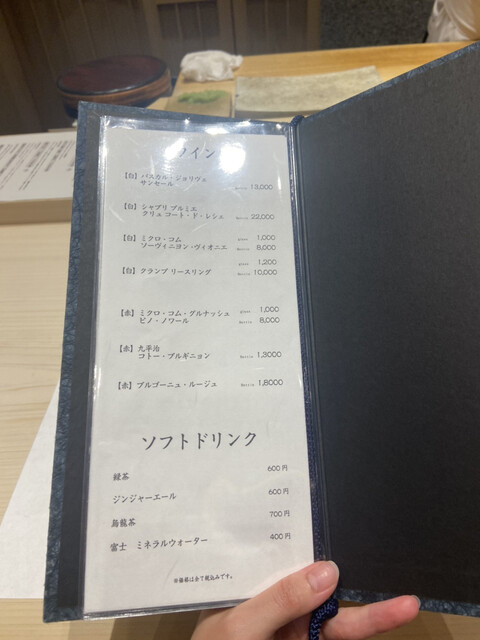 ワイン
【白】パスカル・ジョリヴェ
サンセール 13,000
【白】シャブリ プルミエ
クリュ コート・ド・レシェ 22,000
【白】ミクロ・コム glass 1,000
ソーヴィニヨン・ヴィオニエ Bottle 8,000
glass 1,200
【白】クランプ リースリング Bottle 10,000
【赤】ミクロ・コム・グルナッシュ glass 1,000
ピノ・ノワール Bottle 8,000
【赤】九平治
コトー・ブルギニョン Bottle 1,3000
【赤】ブルゴーニュ・ルージュ Bottle 1,8000
ソフトドリンク
緑茶 600円
ジンジャーエール 600円
烏龍茶 700円
富士 ミネラルウォーター 400円
※価格は全て税込みです。